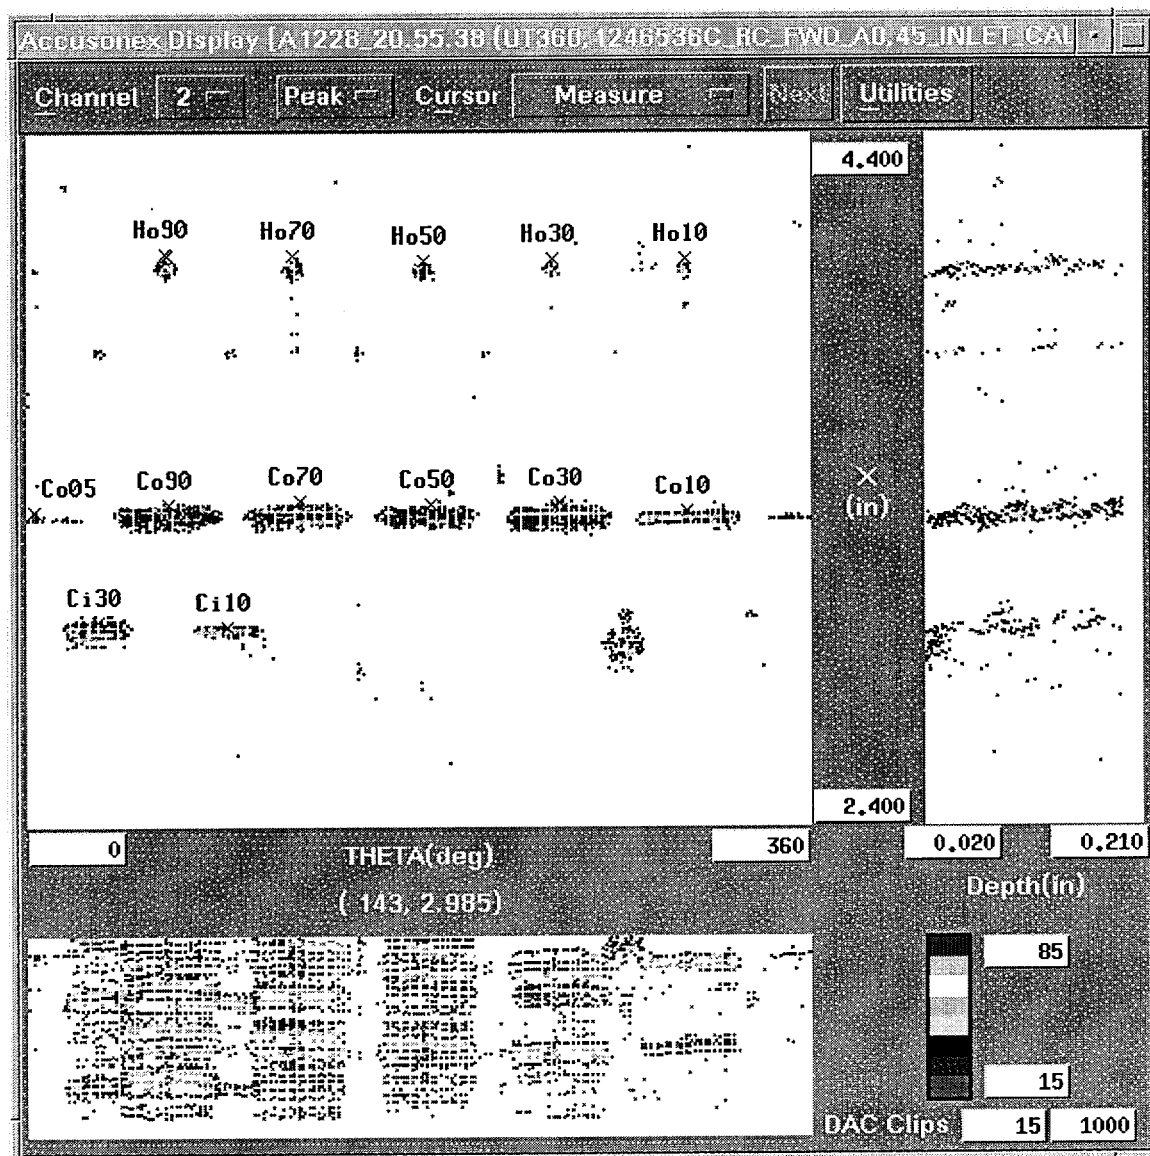 Accusonex Display [A1228_20.55.38 (UT360,1246536C_RC_FWD_A0,45_INLET_CAL
Channel 2 Peak Cursor Measure Next Utilities
4.400
Ho90 Ho70 Ho50 Ho30 Ho10
Co05 Co90 Co70 Co50 Co30 Co10
X
(in)
Ci30 Ci10
2.400
0 THETA(deg) 360 0.020 0.210
( 143, 2.985) Depth(in)
85
15
DAC Clips 15 1000